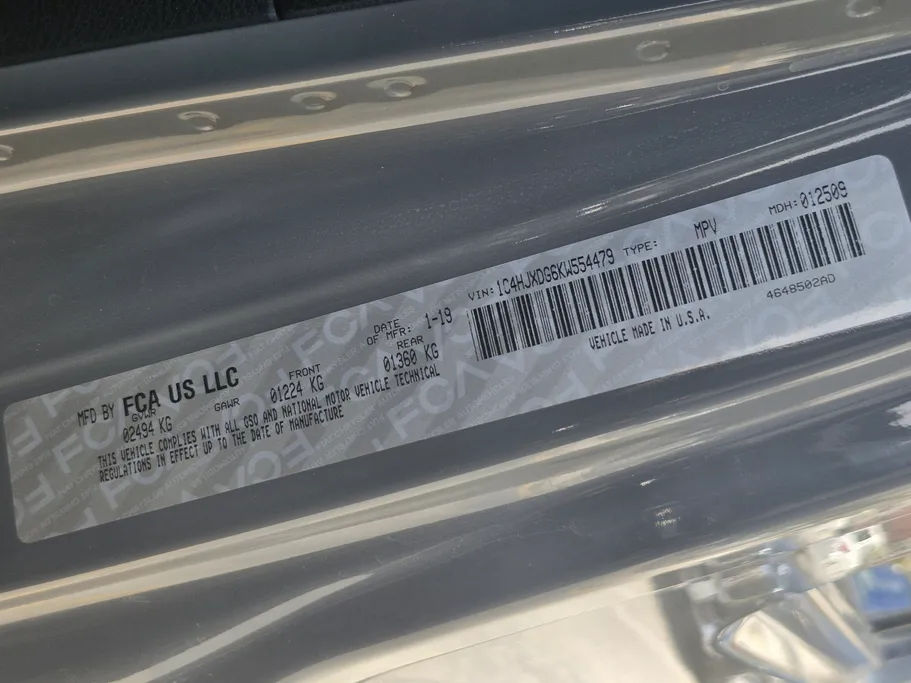 MFD BY FCA US LLC
DATE OF MFR: 1-19
VIN: 1C4HJXDG6KW554479 TYPE: MPV MDH: 012509
GVWR
02494 KG
GAWR
FRONT
01224 KG
REAR
01360 KG
THIS VEHICLE COMPLIES WITH ALL GSO AND NATIONAL MOTOR VEHICLE TECHNICAL
REGULATIONS IN EFFECT UP TO THE DATE OF MANUFACTURE
VEHICLE MADE IN U.S.A.
4648502AD